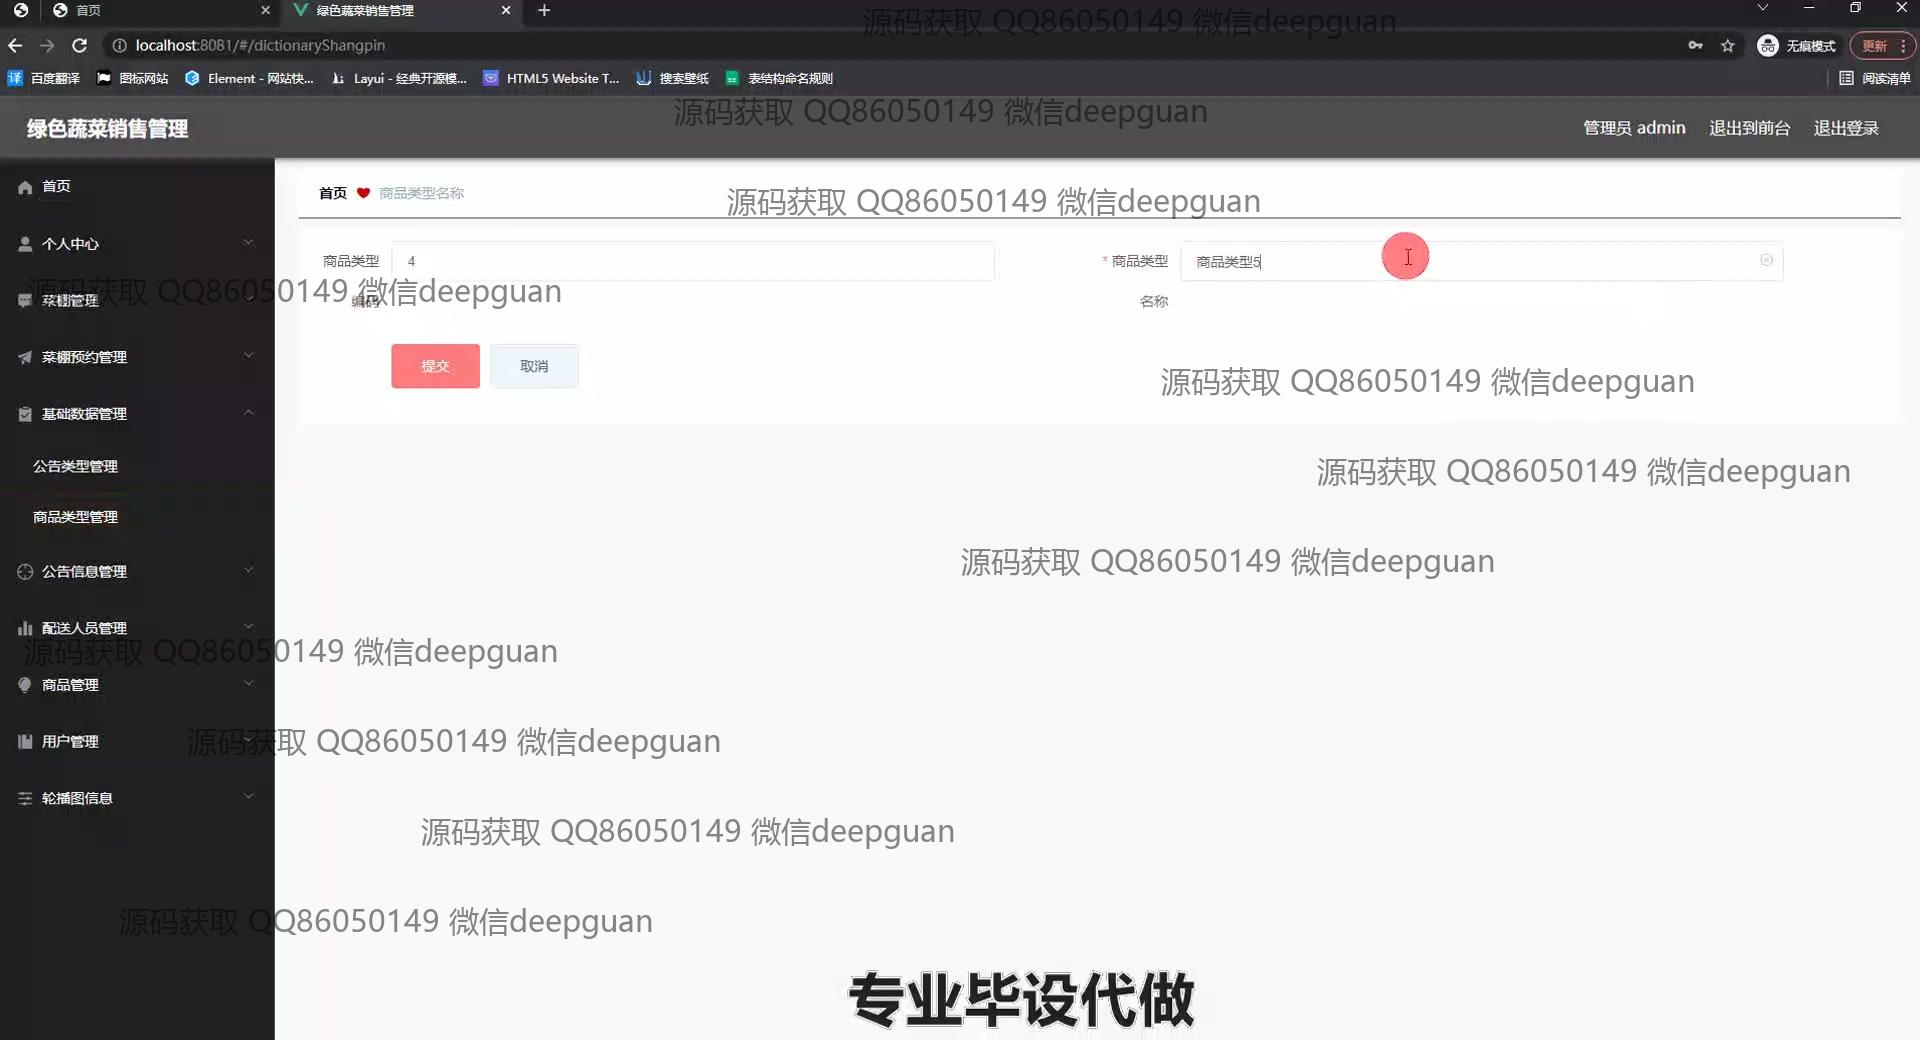 首页
绿色蔬菜销售管理
localhost:8081/#/dictionaryShangpin
无痕模式
更新
百度翻译
图标网站
Element - 网站快...
Layui - 经典开源模...
HTML5 Website T...
搜索壁纸
表结构命名规则
阅读清单
源码获取 QQ86050149 微信deepguan
源码获取 QQ86050149 微信deepguan
绿色蔬菜销售管理
管理员 admin
退出到前台
退出登录
首页
个人中心
菜棚管理
菜棚预约管理
基础数据管理
公告类型管理
商品类型管理
公告信息管理
配送人员管理
商品管理
用户管理
轮播图信息
首页 商品类型名称
源码获取 QQ86050149 微信deepguan
商品类型
编码
4
* 商品类型
名称
商品类型5
源码获取 QQ86050149 微信deepguan
提交
取消
源码获取 QQ86050149 微信deepguan
源码获取 QQ86050149 微信deepguan
源码获取 QQ86050149 微信deepguan
源码获取 QQ86050149 微信deepguan
源码获取 QQ86050149 微信deepguan
源码获取 QQ86050149 微信deepguan
源码获取 QQ86050149 微信deepguan
专业毕设代做